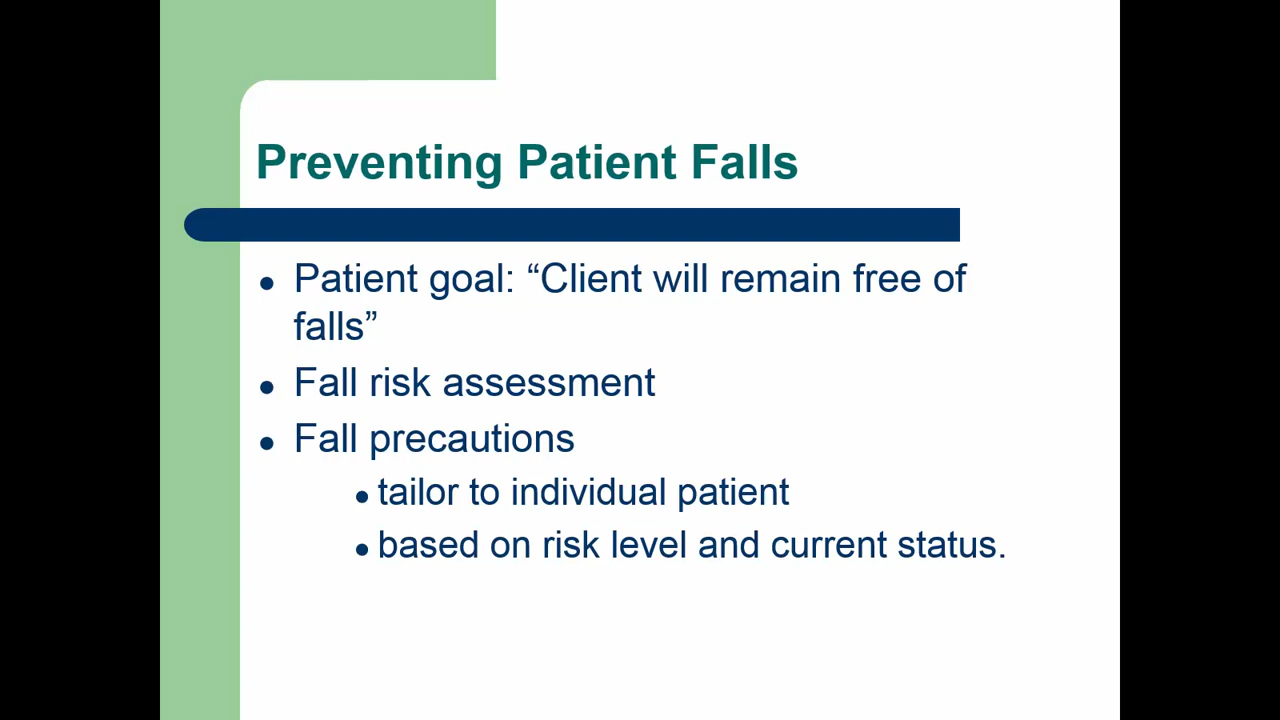 Preventing Patient Falls
● Patient goal: “Client will remain free of
falls”
● Fall risk assessment
● Fall precautions
● tailor to individual patient
● based on risk level and current status.